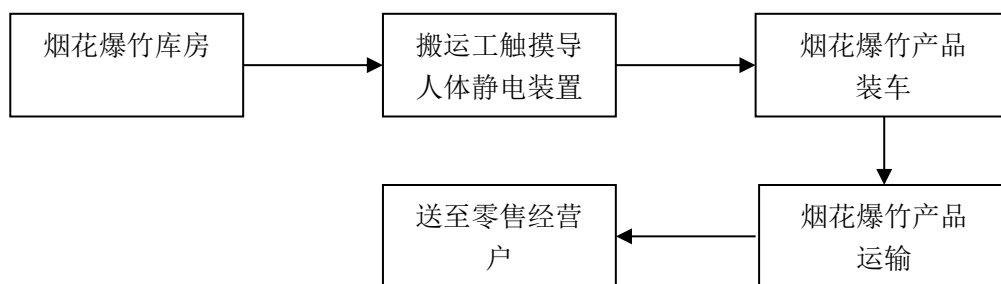 烟花爆竹库房
搬运工触摸导
人体静电装置
烟花爆竹产品
装车
送至零售经营
户
烟花爆竹产品
运输